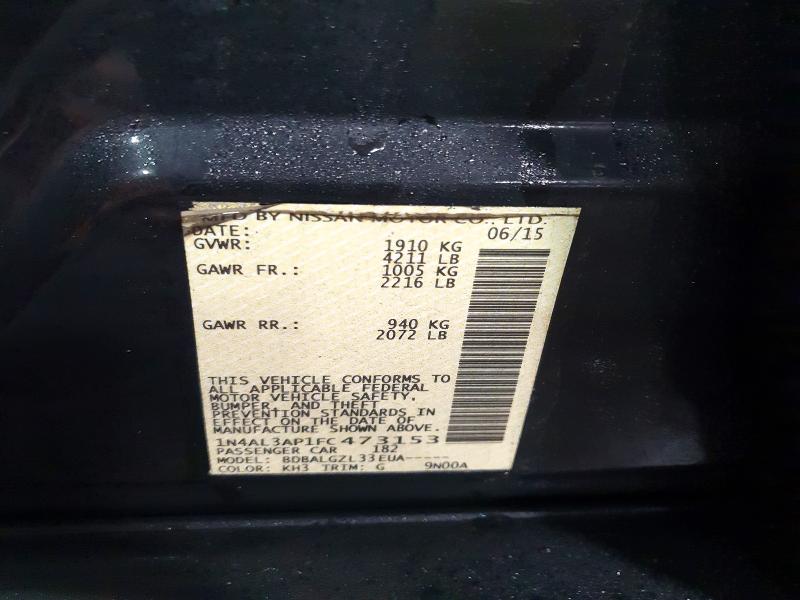 MFD BY NISSAN MOTOR CO., LTD.
DATE: 06/15
GVWR: 1910 KG
4211 LB
GAWR FR.: 1005 KG
2216 LB
GAWR RR.: 940 KG
2072 LB
THIS VEHICLE CONFORMS TO
ALL APPLICABLE FEDERAL
MOTOR VEHICLE SAFETY,
BUMPER, AND THEFT
PREVENTION STANDARDS IN
EFFECT ON THE DATE OF
MANUFACTURE SHOWN ABOVE.
1N4AL3AP1FC473153
PASSENGER CAR 182
MODEL: BDBALGZL33EUA-----
COLOR: KH3 TRIM: G 9N00A